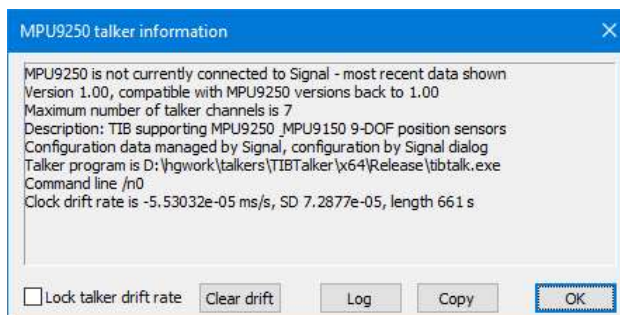 MPU9250 talker information
MPU9250 is not currently connected to Signal - most recent data shown
Version 1.00, compatible with MPU9250 versions back to 1.00
Maximum number of talker channels is 7
Description: TIB supporting MPU9250 _MPU9150 9-DOF position sensors
Configuration data managed by Signal, configuration by Signal dialog
Talker program is D:\hgwork\talkers\TIBTalker\x64\Release\tibtalk.exe
Command line /n0
Clock drift rate is -5.53032e-05 ms/s, SD 7.2877e-05, length 661 s
Lock talker drift rate Clear drift Log Copy OK